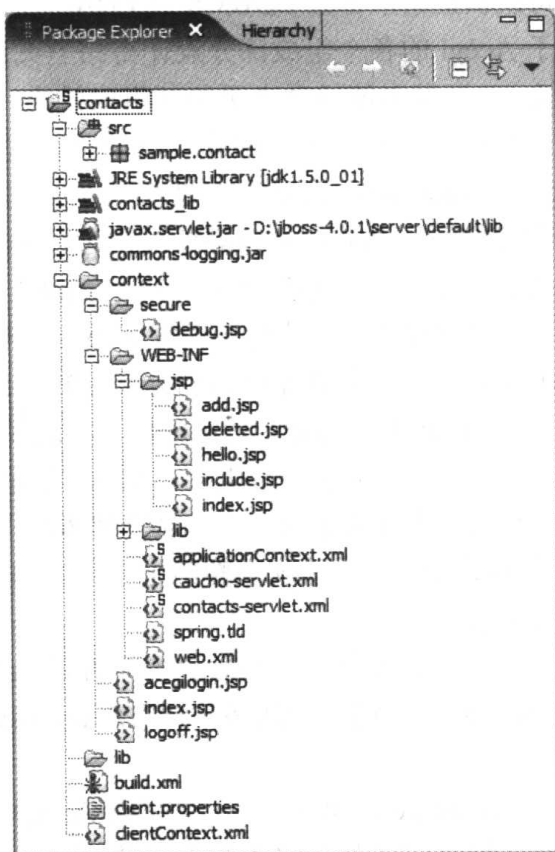 Package Explorer Hierarchy
contacts
src
sample.contact
JRE System Library [jdk1.5.0_01]
contacts_lib
javax.servlet.jar - D:\jboss-4.0.1\server\default\lib
commons-logging.jar
context
secure
debug.jsp
WEB-INF
jsp
add.jsp
deleted.jsp
hello.jsp
include.jsp
index.jsp
lib
applicationContext.xml
caucho-servlet.xml
contacts-servlet.xml
spring.tld
web.xml
acegilogin.jsp
index.jsp
logoff.jsp
lib
build.xml
client.properties
clientContext.xml